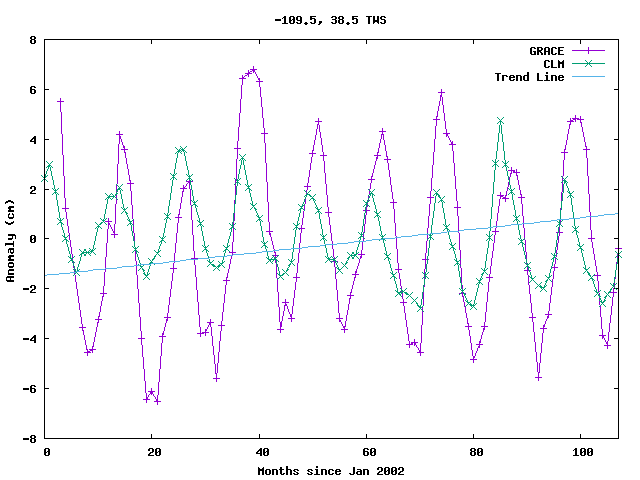 -109.5, 38.5 TWS
GRACE
CLM
Trend Line
8
6
4
2
0
-2
-4
-6
-8
Anomaly (cm)
0 20 40 60 80 100
Months since Jan 2002